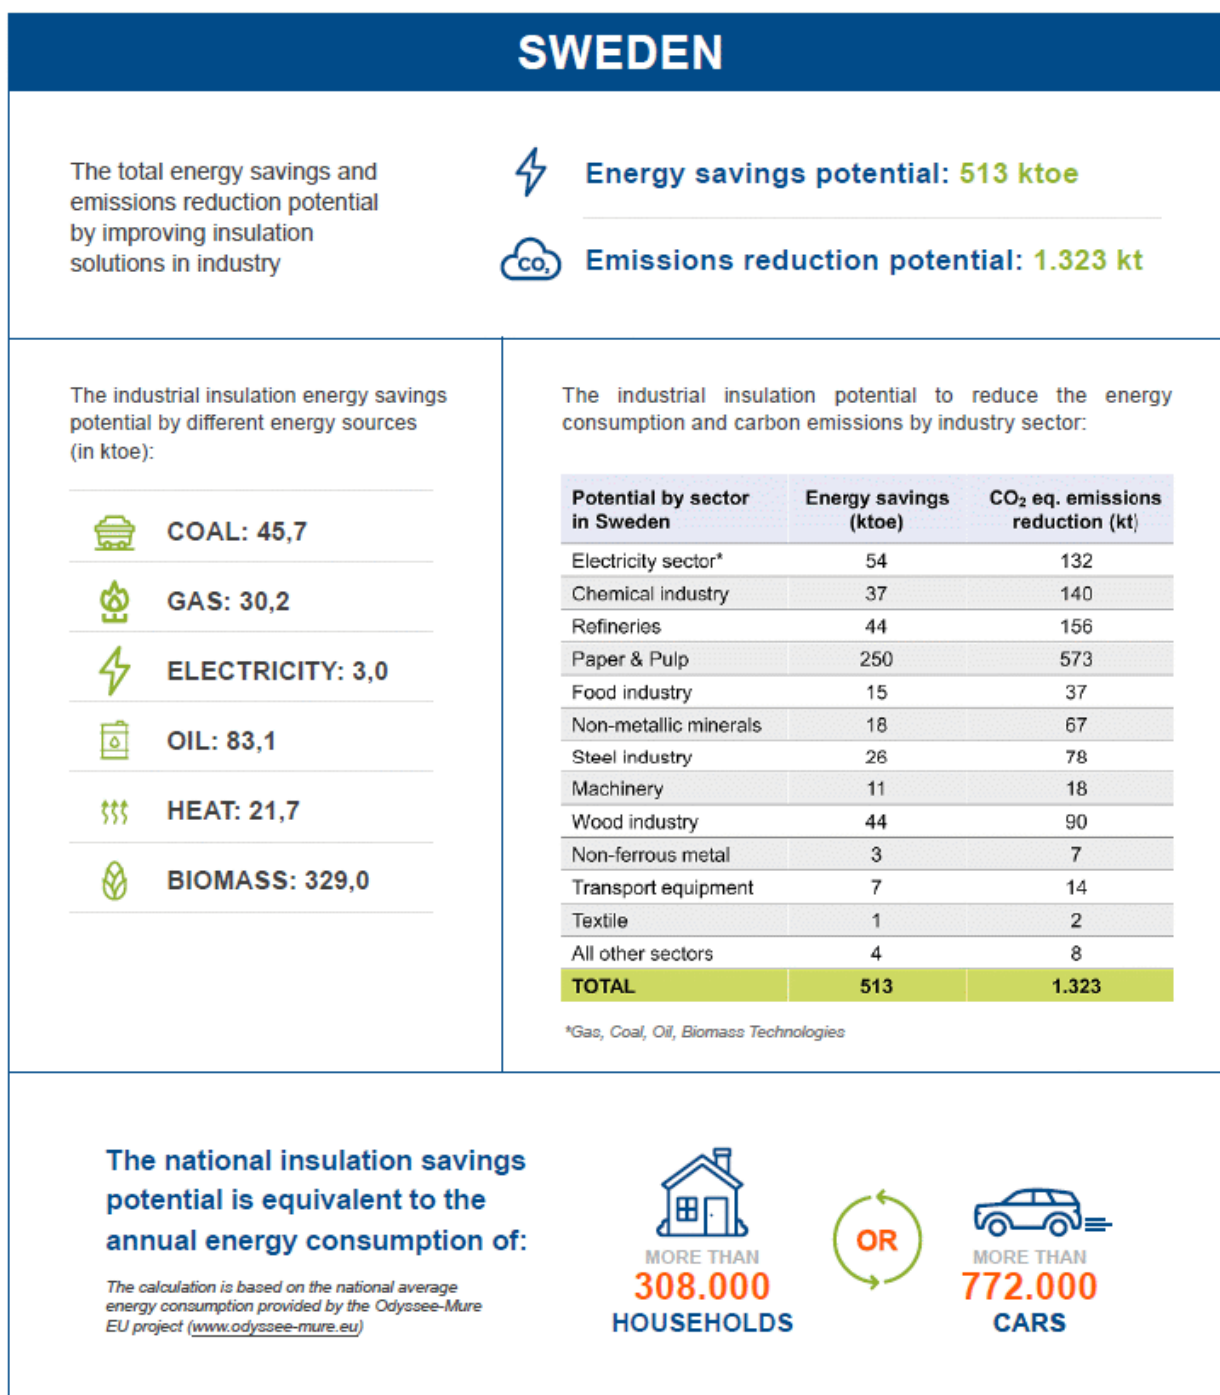 SWEDEN
The total energy savings and
emissions reduction potential
by improving insulation
solutions in industry
Energy savings potential: 513 ktoe
CO₂
Emissions reduction potential: 1.323 kt
The industrial insulation energy savings
potential by different energy sources
(in ktoe):
COAL: 45,7
GAS: 30,2
ELECTRICITY: 3,0
OIL: 83,1
HEAT: 21,7
BIOMASS: 329,0
The industrial insulation potential to reduce the energy
consumption and carbon emissions by industry sector:
Potential by sector in Sweden Energy savings (ktoe) CO₂ eq. emissions reduction (kt)
Electricity sector* 54 132
Chemical industry 37 140
Refineries 44 156
Paper & Pulp 250 573
Food industry 15 37
Non-metallic minerals 18 67
Steel industry 26 78
Machinery 11 18
Wood industry 44 90
Non-ferrous metal 3 7
Transport equipment 7 14
Textile 1 2
All other sectors 4 8
TOTAL 513 1.323
*Gas, Coal, Oil, Biomass Technologies
The national insulation savings
potential is equivalent to the
annual energy consumption of:
The calculation is based on the national average
energy consumption provided by the Odyssee-Mure
EU project (www.odyssee-mure.eu)
MORE THAN
308.000
HOUSEHOLDS
OR
MORE THAN
772.000
CARS